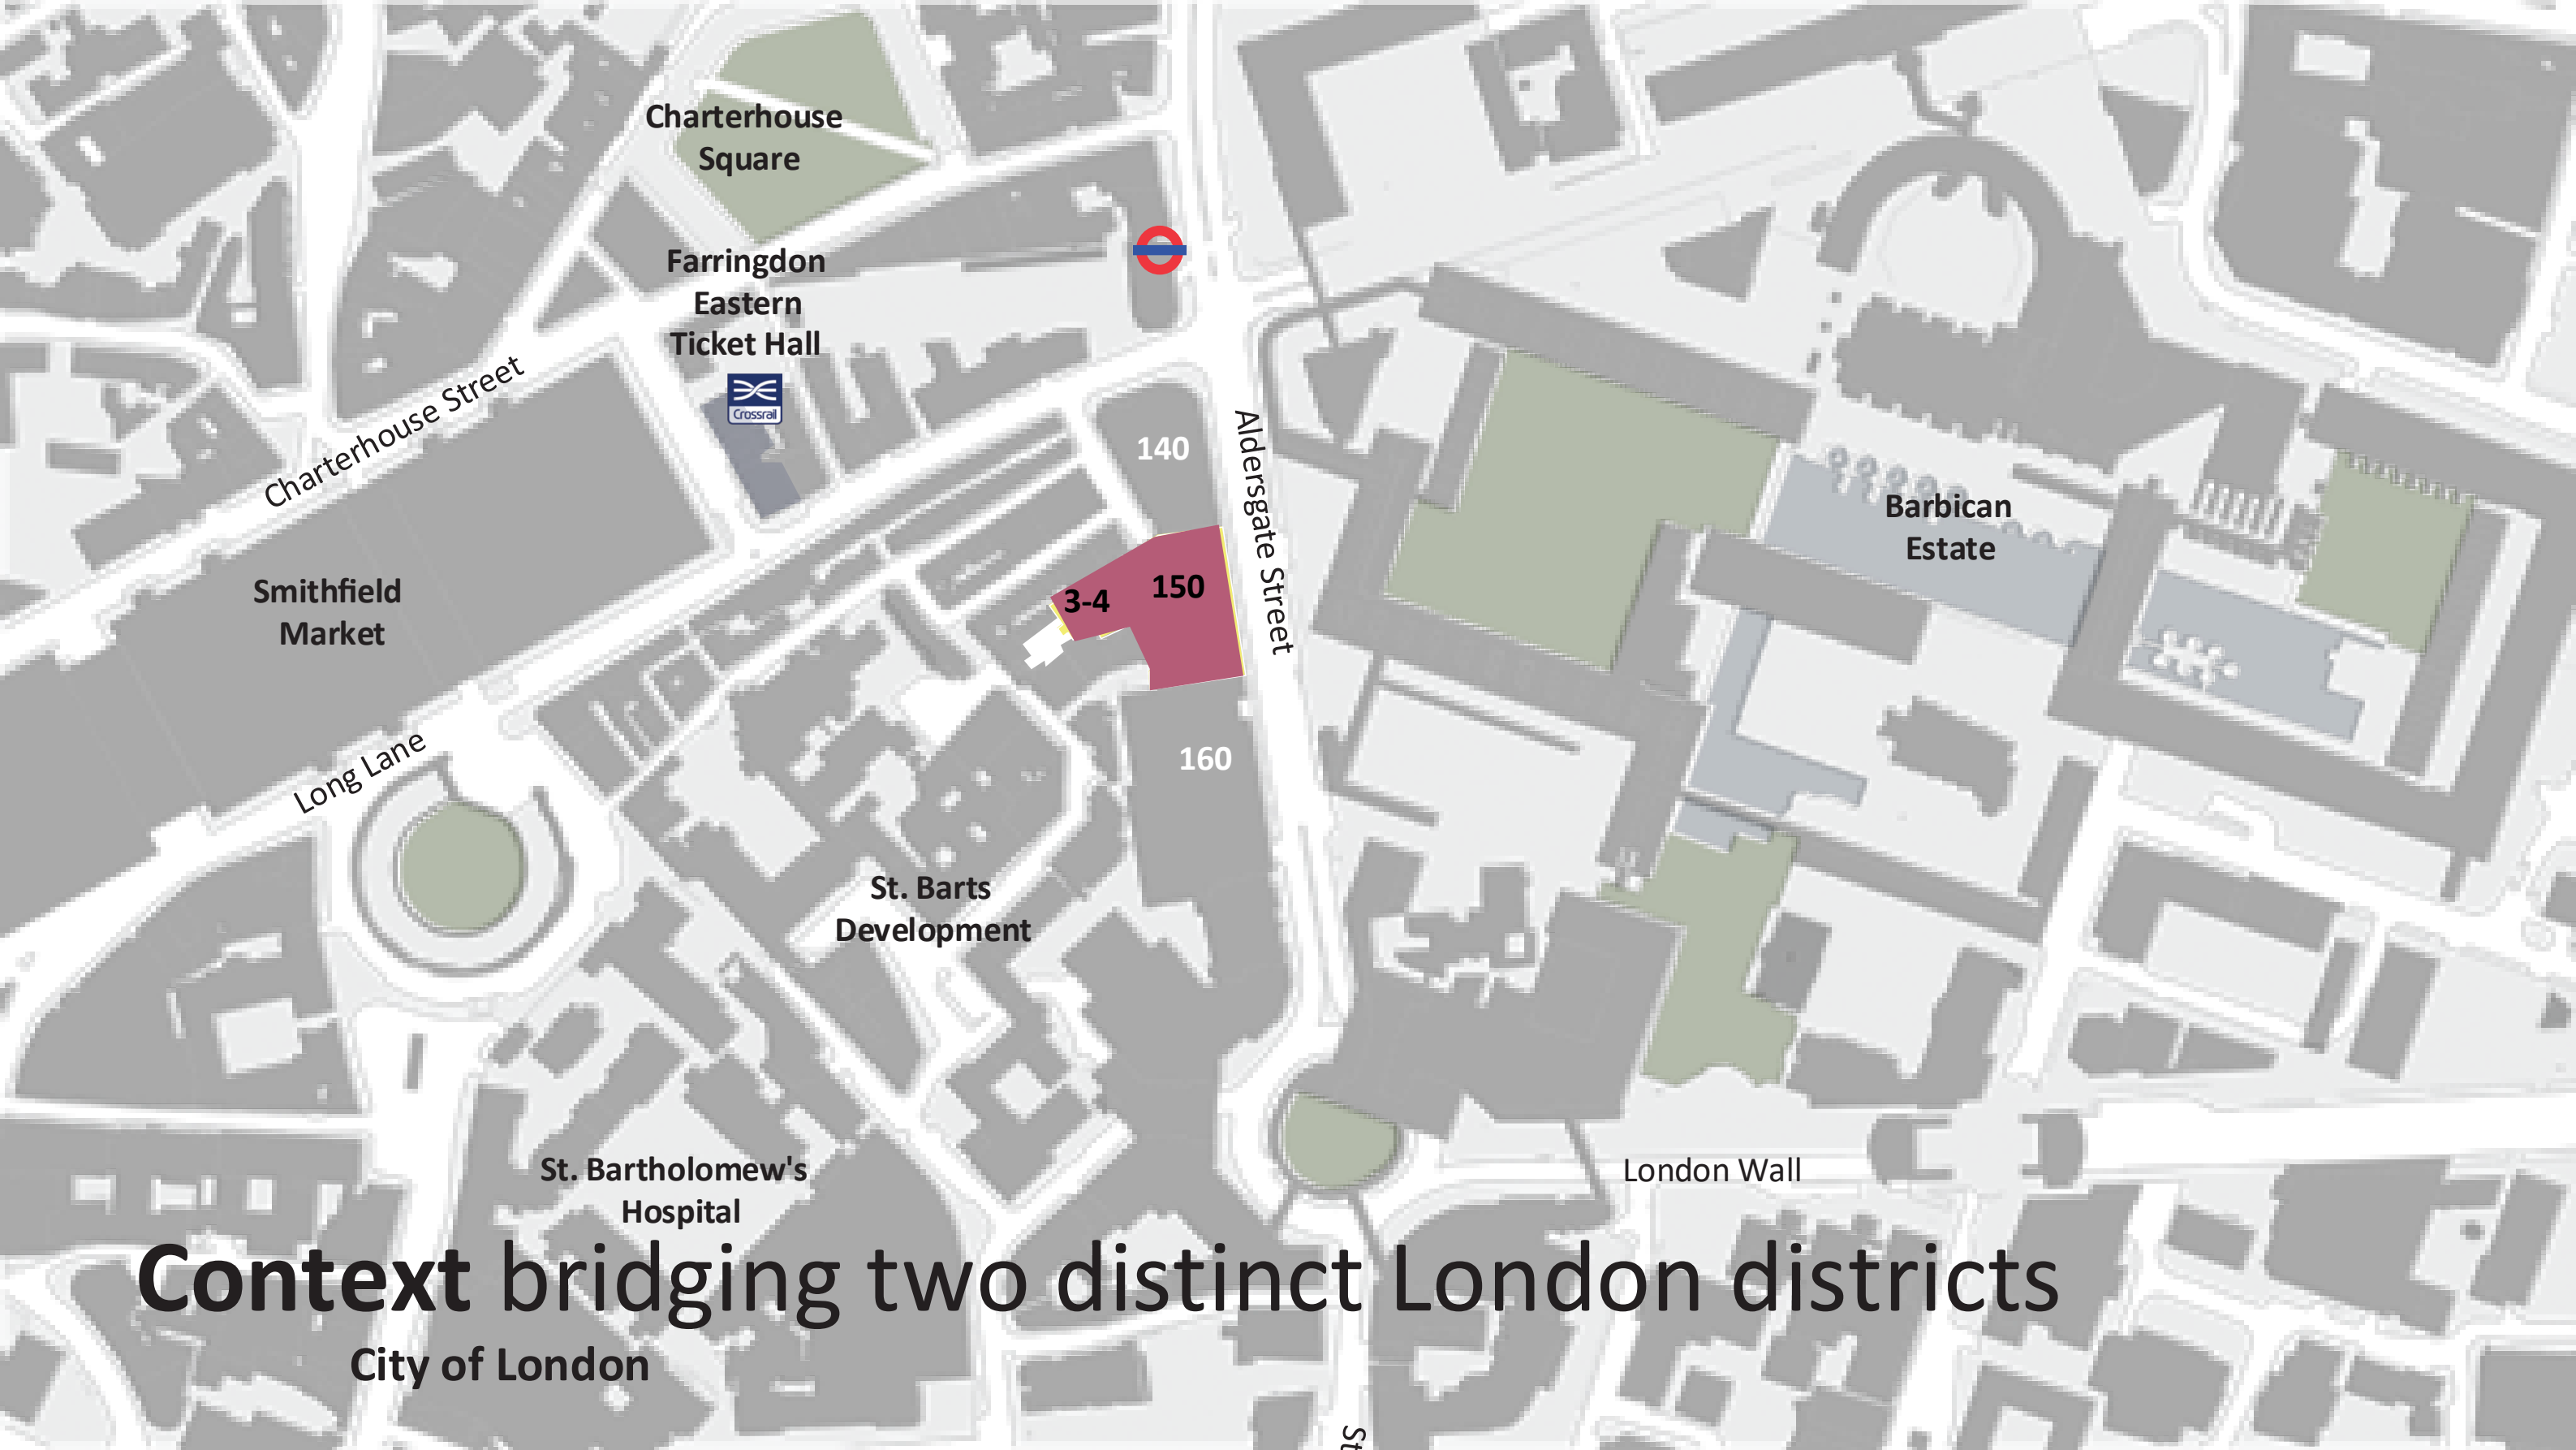 Charterhouse
Square
Farringdon
Eastern
Ticket Hall
Crossrail
Charterhouse Street
140
Aldersgate Street
Barbican
Estate
Smithfield
Market
3-4
150
Long Lane
160
St. Barts
Development
St. Bartholomew's
Hospital
London Wall
Context bridging two distinct London districts
City of London
St